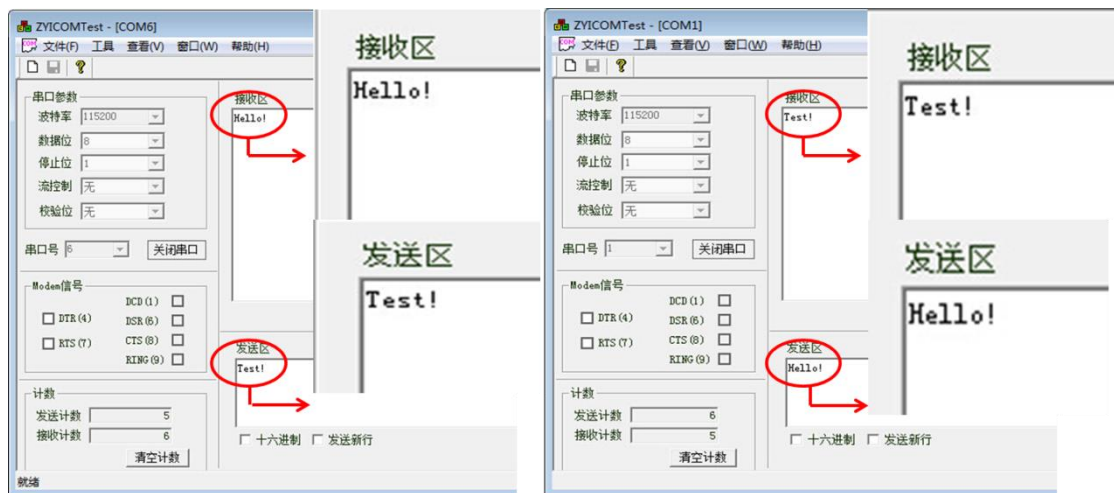 ZYICOMTest - [COM6]
文件(F) 工具 查看(V) 窗口(W) 帮助(H)
串口参数
波特率 115200
数据位 8
停止位 1
流控制 无
校验位 无
串口号 6 关闭串口
Modem信号
DCD(1)
DTR(4) DSR(6)
RTS(7) CTS(8)
RING(9)
计数
发送计数 5
接收计数 6
清空计数
就绪
接收区
Hello!
发送区
Test!
十六进制 发送新行
接收区
Hello!
发送区
Test!
ZYICOMTest - [COM1]
文件(F) 工具 查看(V) 窗口(W) 帮助(H)
串口参数
波特率 115200
数据位 8
停止位 1
流控制 无
校验位 无
串口号 1 关闭串口
Modem信号
DCD(1)
DTR(4) DSR(6)
RTS(7) CTS(8)
RING(9)
计数
发送计数 6
接收计数 5
清空计数
接收区
Test!
发送区
Hello!
十六进制 发送新行
接收区
Test!
发送区
Hello!